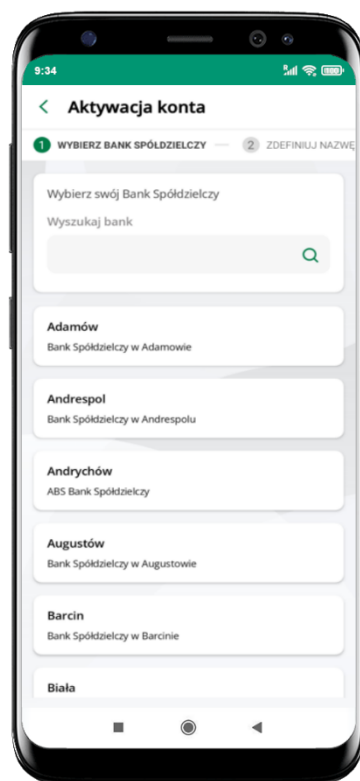 9:34
Aktywacja konta
1 WYBIERZ BANK SPÓŁDZIELCZY — 2 ZDEFINIUJ NAZWĘ
Wybierz swój Bank Spółdzielczy
Wyszukaj bank
Adamów
Bank Spółdzielczy w Adamowie
Andrespol
Bank Spółdzielczy w Andrespolu
Andrychów
ABS Bank Spółdzielczy
Augustów
Bank Spółdzielczy w Augustowie
Barcin
Bank Spółdzielczy w Barcinie
Biała